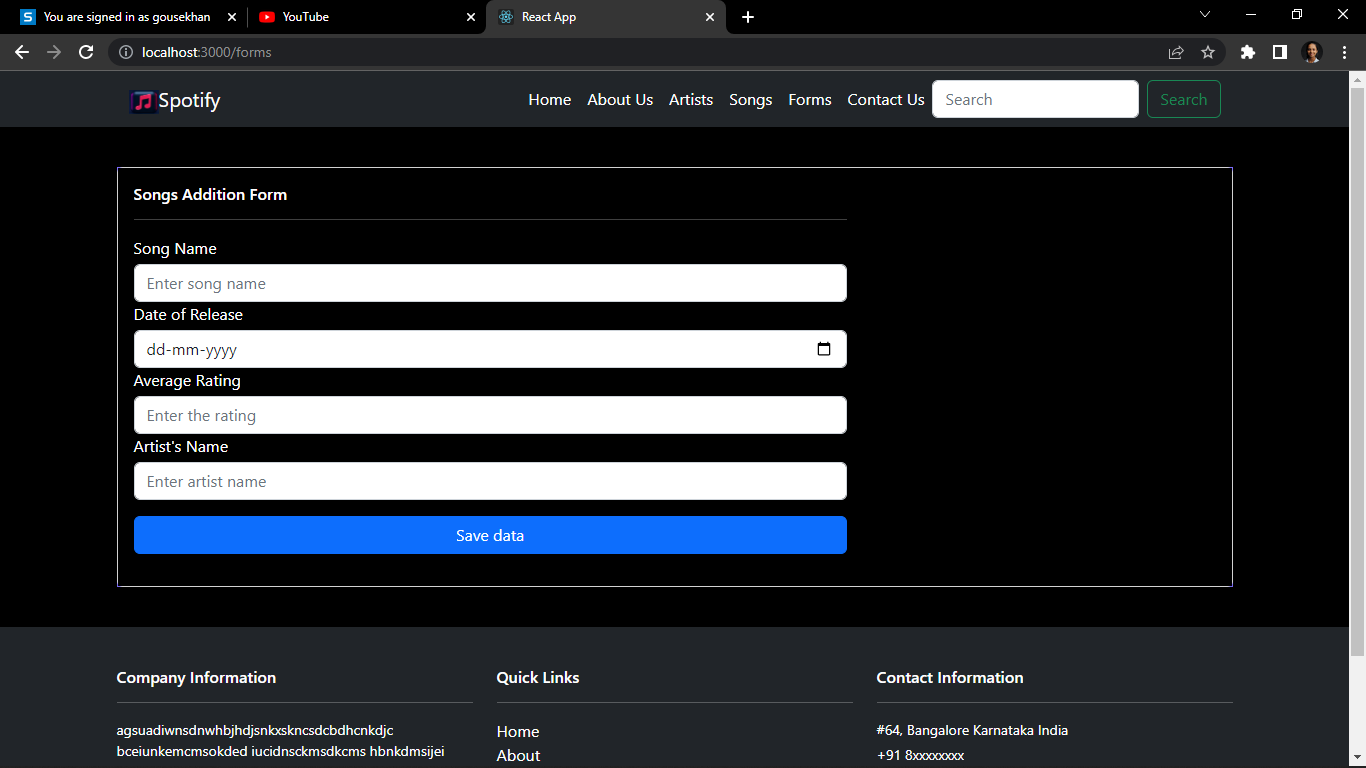 You are signed in as gousekhan
YouTube
React App
localhost:3000/forms
Spotify Home About Us Artists Songs Forms Contact Us Search Search
Songs Addition Form
Song Name
Enter song name
Date of Release
dd-mm-yyyy
Average Rating
Enter the rating
Artist's Name
Enter artist name
Save data
Company Information
agsuadiwnsdnwhbjhdjsnkxskncsdcbdhcnkdjc
bceiunkemcmsokded iucidnsckmsdkcms hbnkdmsijei
Quick Links
Home
About
Contact Information
#64, Bangalore Karnataka India
+91 8xxxxxxxx